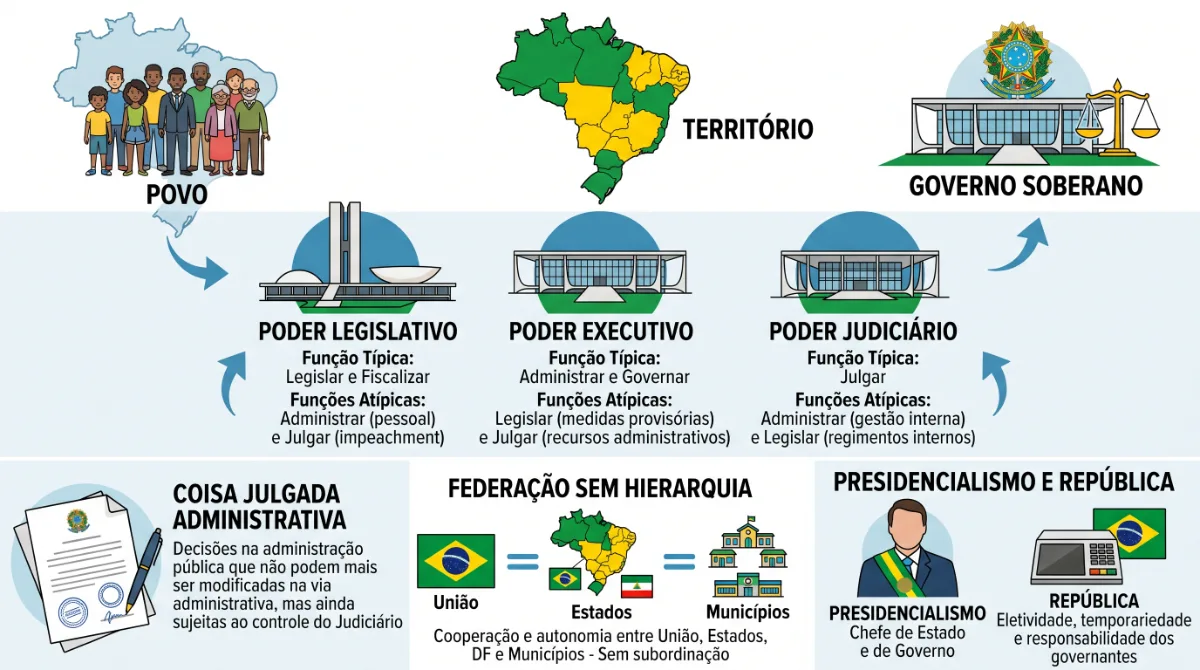 POVO
TERRITÓRIO
GOVERNO SOBERANO
PODER LEGISLATIVO
Função Típica:
Legislar e Fiscalizar
Funções Atípicas:
Administrar (pessoal)
e Julgar (impeachment)
PODER EXECUTIVO
Função Típica:
Administrar e Governar
Funções Atípicas:
Legislar (medidas provisórias)
e Julgar (recursos administrativos)
PODER JUDICIÁRIO
Função Típica:
Julgar
Funções Atípicas:
Administrar (gestão interna)
e Legislar (regimentos internos)
COISA JULGADA
ADMINISTRATIVA
Decisões na administração
pública que não podem mais
ser modificadas na via
administrativa, mas ainda
sujeitas ao controle do Judiciário
FEDERAÇÃO SEM HIERARQUIA
União
Estados
Municípios
Cooperação e autonomia entre União, Estados,
DF e Municípios - Sem subordinação
PRESIDENCIALISMO E REPÚBLICA
PRESIDENCIALISMO
Chefe de Estado
e de Governo
REPÚBLICA
Eletividade, temporariedade
e responsabilidade dos
governantes